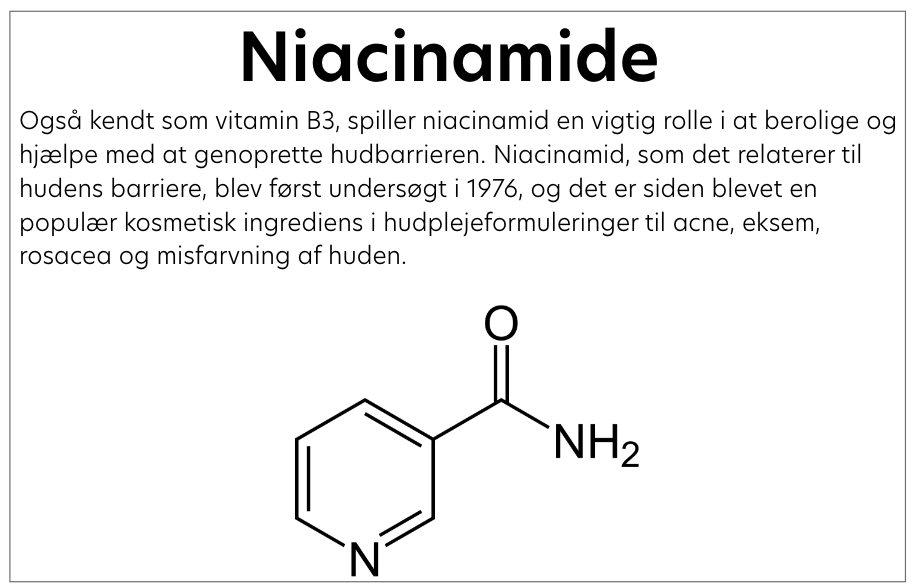 Niacinamide
Også kendt som vitamin B3, spiller niacinamid en vigtig rolle i at berolige og
hjælpe med at genoprette hudbarrieren. Niacinamid, som det relaterer til
hudens barriere, blev først undersøgt i 1976, og det er siden blevet en
populær kosmetisk ingrediens i hudplejeformuleringer til acne, eksem,
rosacea og misfarvning af huden.
O
NH₂
N